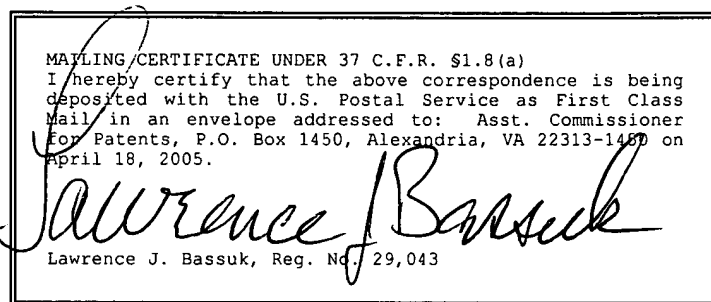 MAILING CERTIFICATE UNDER 37 C.F.R. §1.8(a)
I hereby certify that the above correspondence is being
deposited with the U.S. Postal Service as First Class
Mail in an envelope addressed to: Asst. Commissioner
for Patents, P.O. Box 1450, Alexandria, VA 22313-1450 on
April 18, 2005.
Lawrence J Bassuk
Lawrence J. Bassuk, Reg. No. 29,043